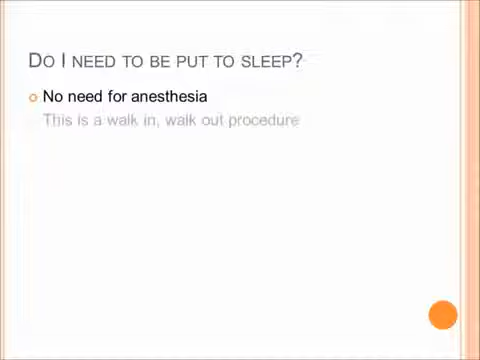 DO I NEED TO BE PUT TO SLEEP?
No need for anesthesia
This is a walk in, walk out procedure